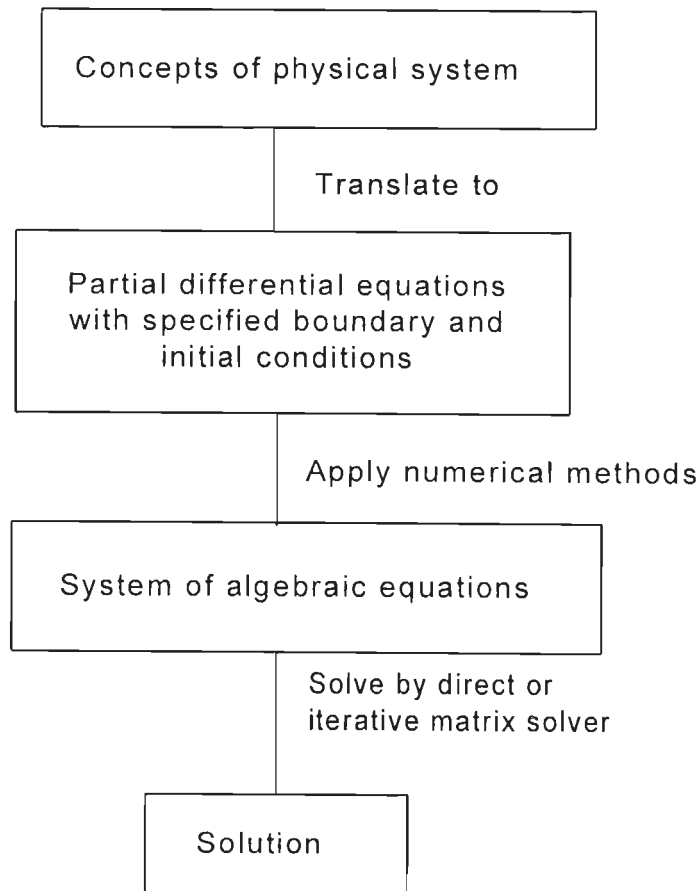 Concepts of physical system
Translate to
Partial differential equations
with specified boundary and
initial conditions
Apply numerical methods
System of algebraic equations
Solve by direct or
iterative matrix solver
Solution